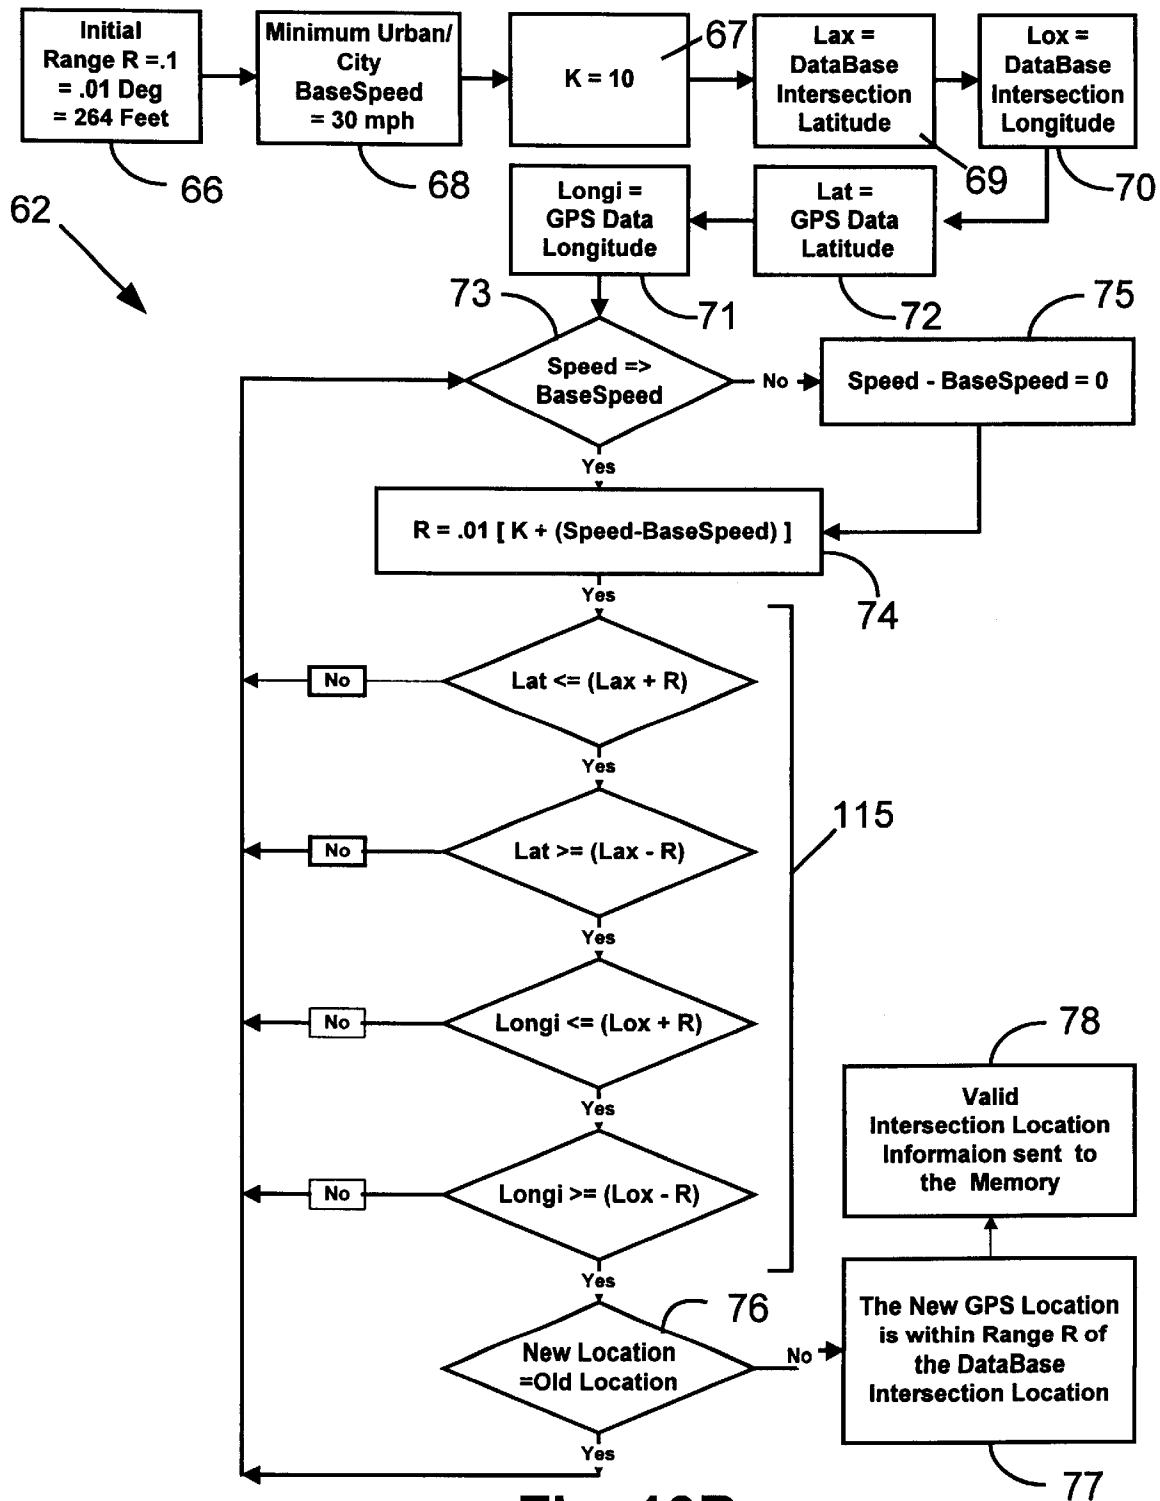 Initial
Range R =.1
= .01 Deg
= 264 Feet
66
Minimum Urban/
City
BaseSpeed
= 30 mph
68
K = 10
67
Lax =
DataBase
Intersection
Latitude
69
Lox =
DataBase
Intersection
Longitude
70
62
Longi =
GPS Data
Longitude
71
Lat =
GPS Data
Latitude
72
73
Speed =>
BaseSpeed
No
75
Speed - BaseSpeed = 0
Yes
R = .01 [ K + (Speed-BaseSpeed) ]
74
Yes
Lat <= (Lax + R)
No
Yes
Lat >= (Lax - R)
No
115
Yes
Longi <= (Lox + R)
No
Yes
Longi >= (Lox - R)
No
Yes
76
New Location
=Old Location
No
Yes
78
Valid
Intersection Location
Informaion sent to
the Memory
The New GPS Location
is within Range R of
the DataBase
Intersection Location
77